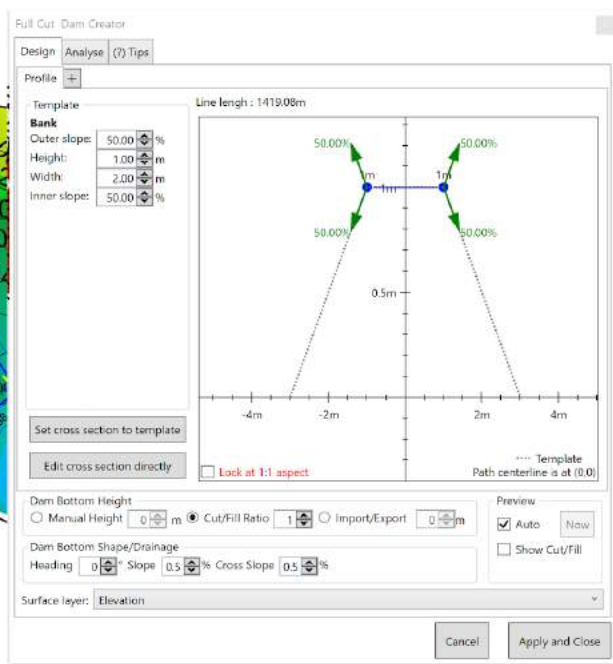 Full Cut Dam Creator
Design Analyse (?) Tips
Profile +
Template
Bank
Outer slope: 50.00 %
Height: 1.00 m
Width: 2.00 m
Inner slope: 50.00 %
Set cross section to template
Edit cross section directly
Line lengh : 1419.08m
50.00% 50.00%
1m 1m 1m
50.00% 50.00%
0.5m
-4m -2m 2m 4m
Lock at 1:1 aspect
---- Template
Path centerline is at (0,0)
Dam Bottom Height
Manual Height 0 m Cut/Fill Ratio 1 Import/Export 0 m
Dam Bottom Shape/Drainage
Heading 0 ° Slope 0.5 % Cross Slope 0.5 %
Preview
Auto Now
Show Cut/Fill
Surface layer: Elevation
Cancel Apply and Close